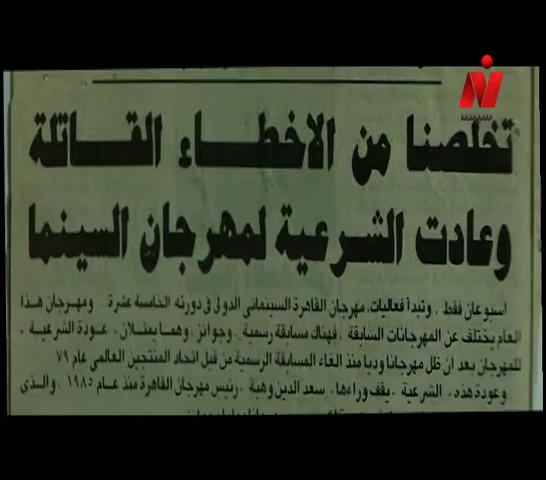 تخلصنا من الاخطاء القاتلة
وعادت الشرعية لمهرجان السينما
اسبوعان فقط . وتبدأ فعاليات، مهرجان القاهرة السينمائى الدولى فى دورته الخامسة عشرة . ومهرجان هذا
العام يختلف عن المهرجانات السابقة . فهناك مسابقة رسمية . وجوائز . وهما يمثلان . عودة الشرعية .
للمهرجان بعد ان ظل مهرجانا وديا منذ الغاء المسابقة الرسمية من قبل اتحاد المنتجين العالمى عام ٧٩
وعودة هذه . الشرعية . يقف وراءها . سعد الدين وهبة . رئيس مهرجان القاهرة منذ عام ١٩٨٥ . والذى